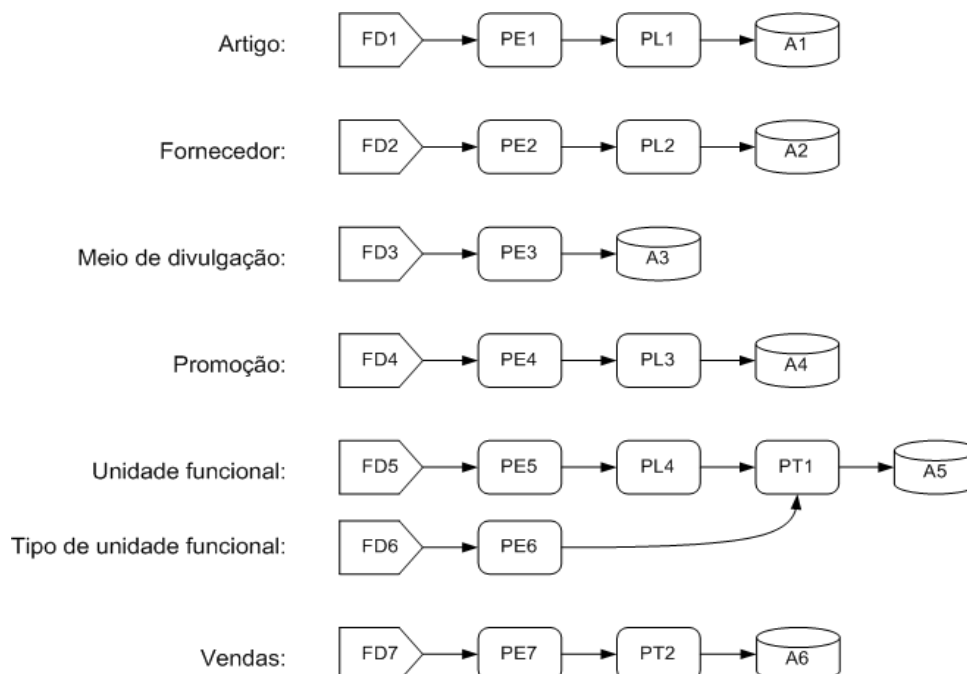 Artigo: FD1 PE1 PL1 A1
Fornecedor: FD2 PE2 PL2 A2
Meio de divulgação: FD3 PE3 A3
Promoção: FD4 PE4 PL3 A4
Unidade funcional: FD5 PE5 PL4 PT1 A5
Tipo de unidade funcional: FD6 PE6
Vendas: FD7 PE7 PT2 A6